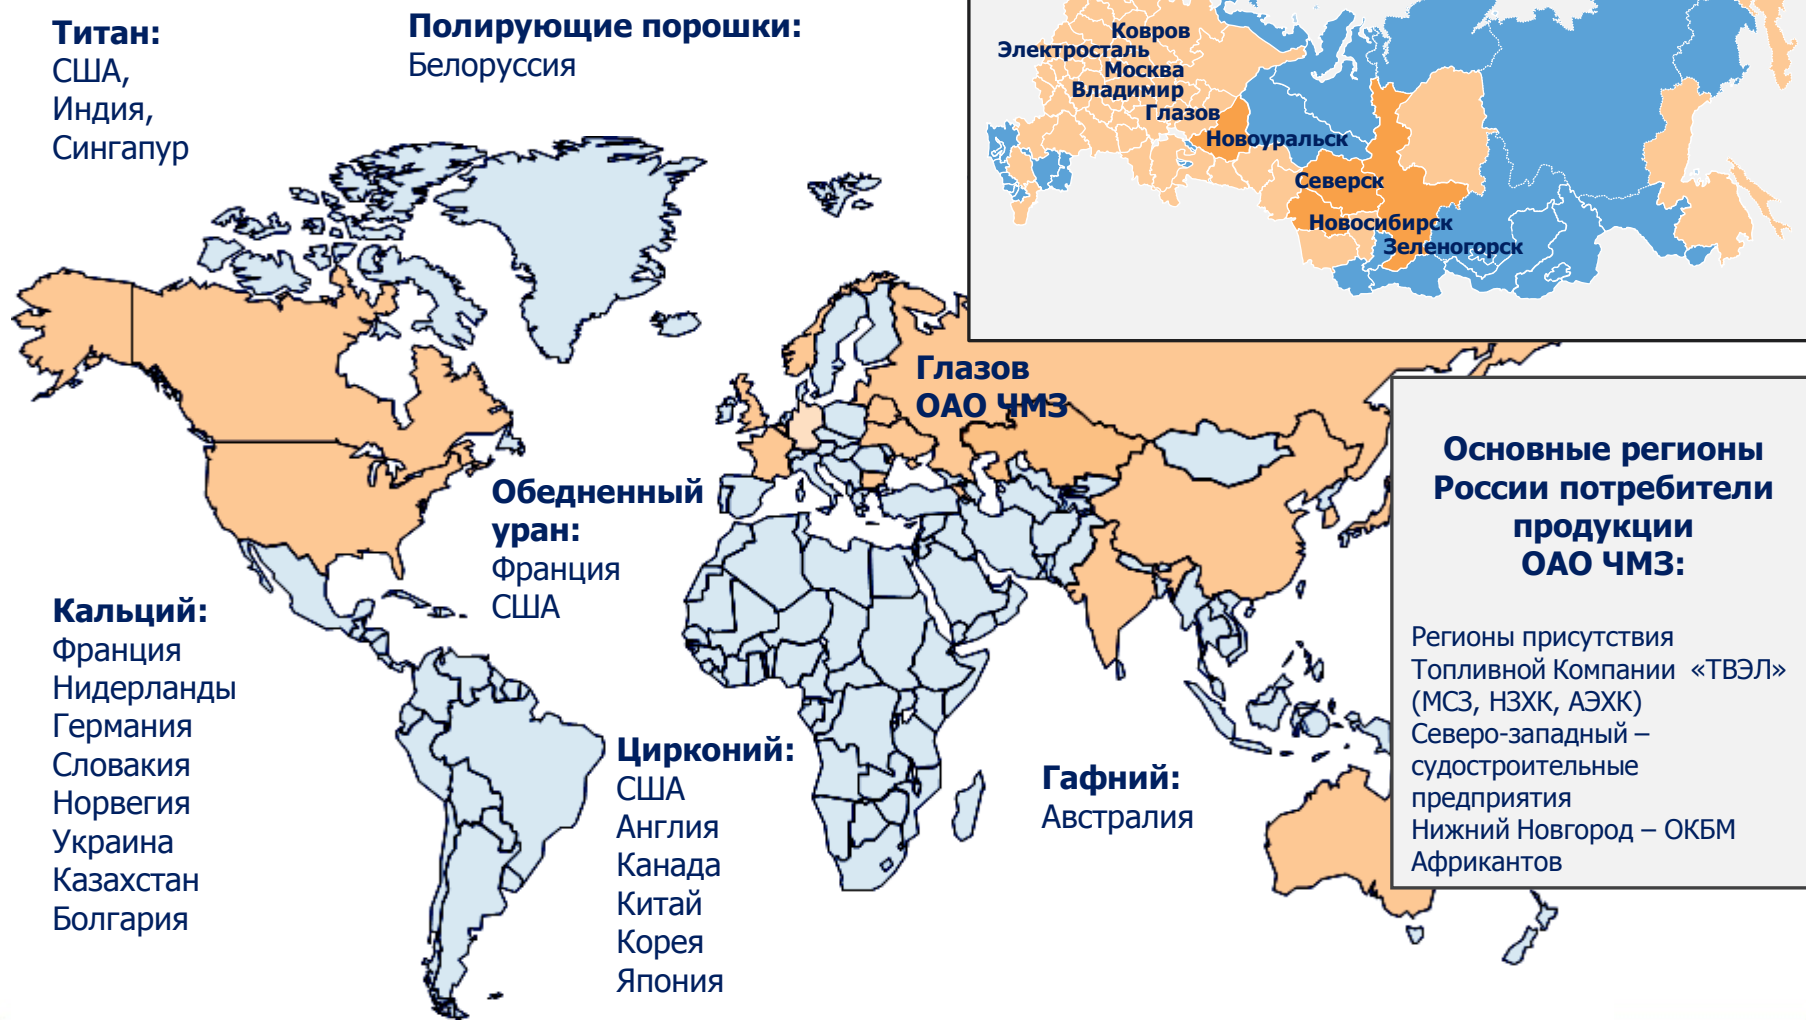 Титан:
США,
Индия,
Сингапур
Полирующие порошки:
Белоруссия
Ковров
Электросталь
Москва
Владимир
Глазов
Новоуральск
Северск
Новосибирск
Зеленогорск
Глазов
ОАО ЧМЗ
Обедненный
уран:
Франция
США
Кальций:
Франция
Нидерланды
Германия
Словакия
Норвегия
Украина
Казахстан
Болгария
Цирконий:
США
Англия
Канада
Китай
Корея
Япония
Гафний:
Австралия
Основные регионы
России потребители
продукции
ОАО ЧМЗ:
Регионы присутствия
Топливной Компании «ТВЭЛ»
(МСЗ, НЗХК, АЭХК)
Северо-западный –
судостроительные
предприятия
Нижний Новгород – ОКБМ
Африкантов